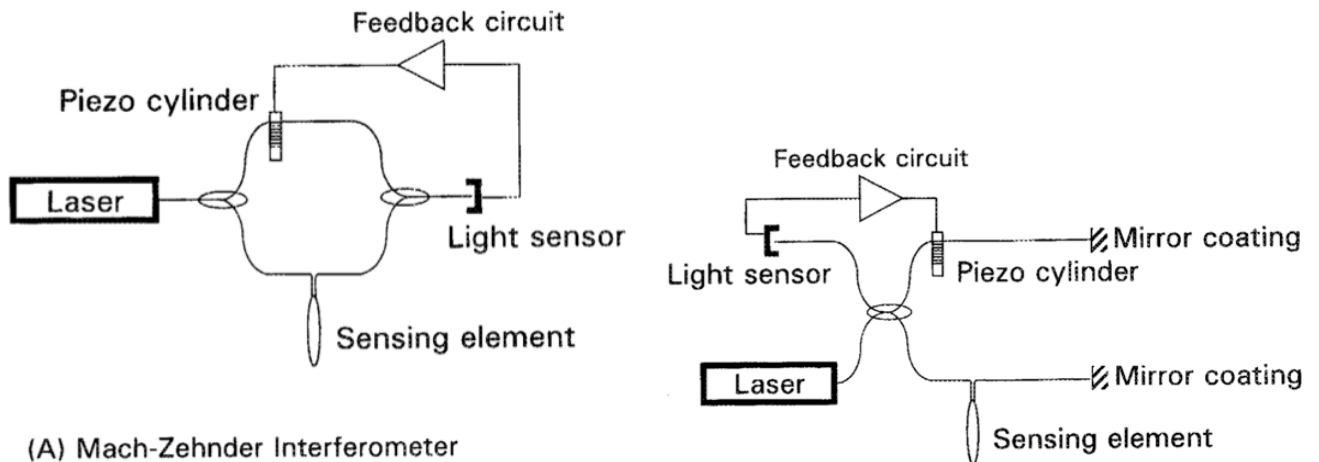 Feedback circuit
Piezo cylinder
Laser
Light sensor
Sensing element
(A) Mach-Zehnder Interferometer
Feedback circuit
Mirror coating
Light sensor
Piezo cylinder
Laser
Mirror coating
Sensing element